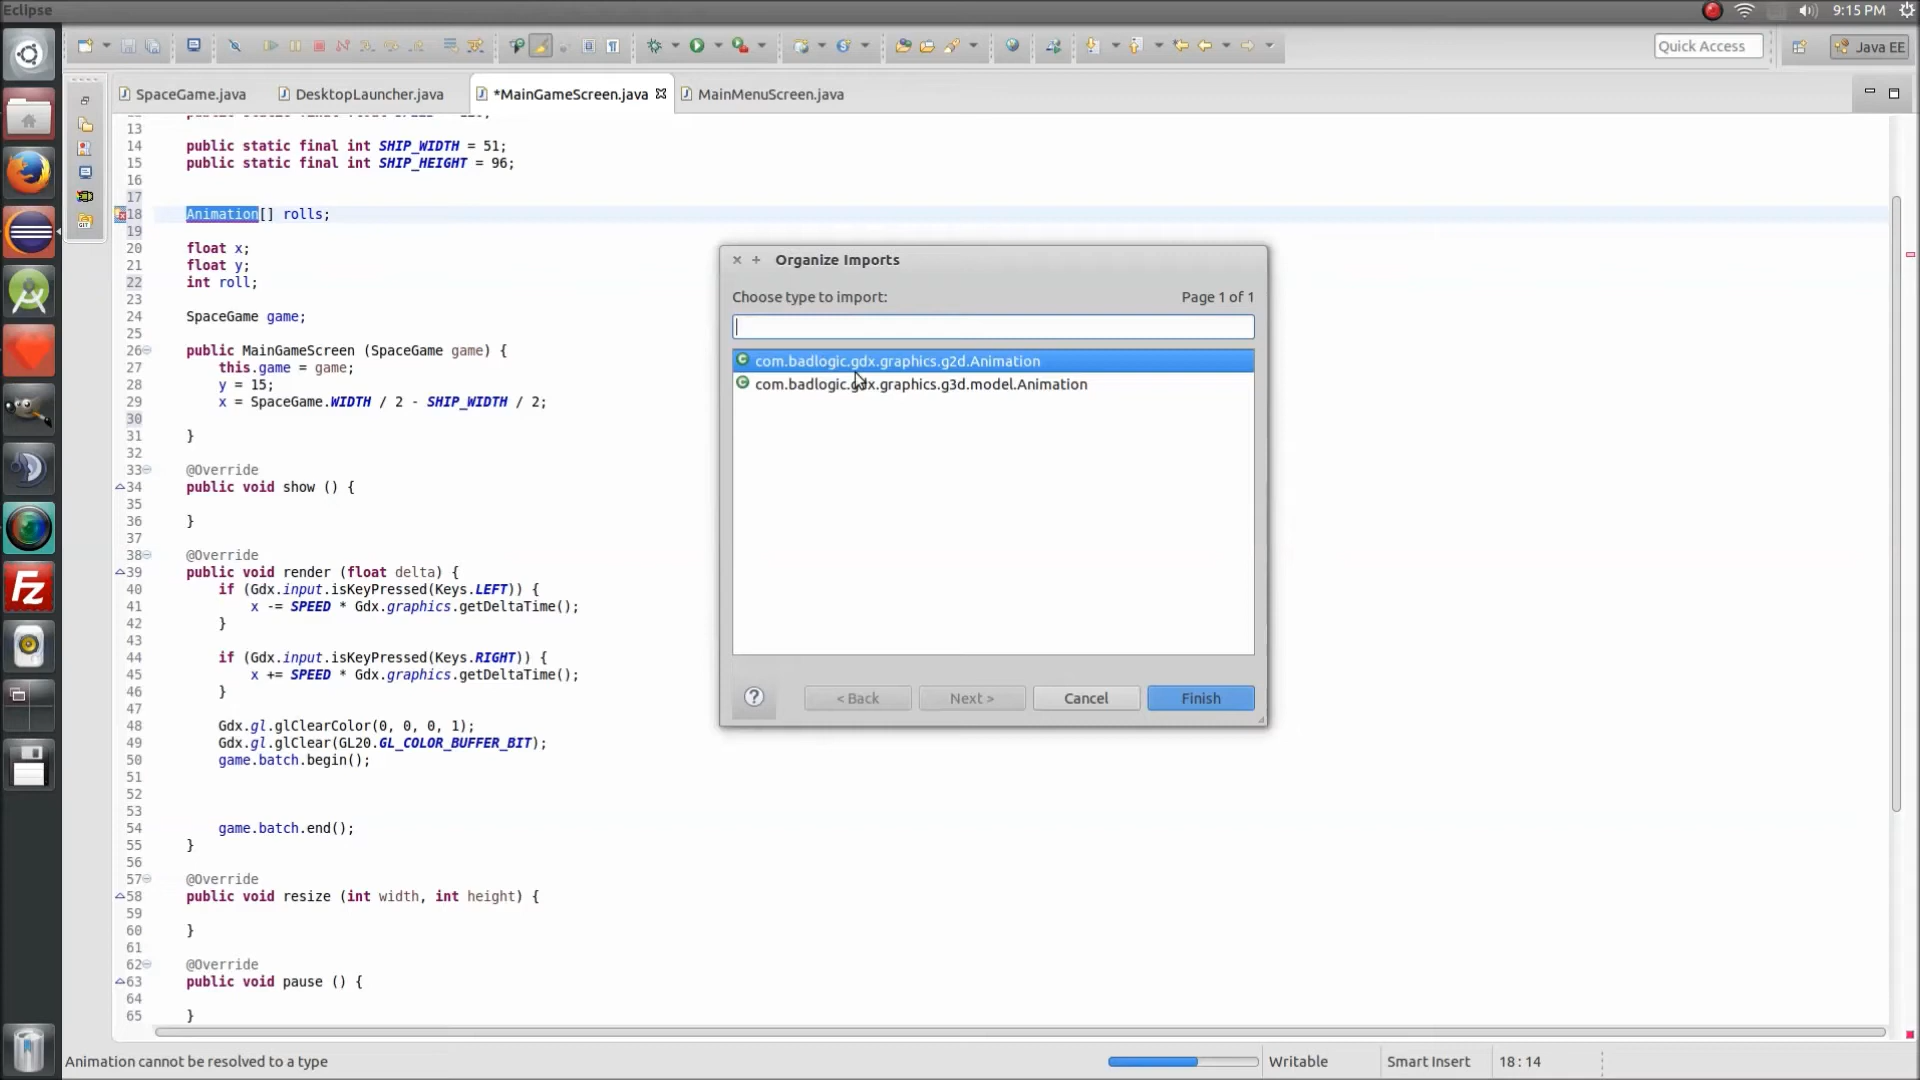 Eclipse
9:15 PM
Quick Access
Java EE
SpaceGame.java
DesktopLauncher.java
*MainGameScreen.java
MainMenuScreen.java
13
14 public static final int SHIP_WIDTH = 51;
15 public static final int SHIP_HEIGHT = 96;
16
17
18 Animation[] rolls;
19
20 float x;
21 float y;
22 int roll;
23
24 SpaceGame game;
25
26 public MainGameScreen (SpaceGame game) {
27 this.game = game;
28 y = 15;
29 x = SpaceGame.WIDTH / 2 - SHIP_WIDTH / 2;
30
31 }
32
33 @Override
34 public void show () {
35
36 }
37
38 @Override
39 public void render (float delta) {
40 if (Gdx.input.isKeyPressed(Keys.LEFT)) {
41 x -= SPEED * Gdx.graphics.getDeltaTime();
42 }
43
44 if (Gdx.input.isKeyPressed(Keys.RIGHT)) {
45 x += SPEED * Gdx.graphics.getDeltaTime();
46 }
47
48 Gdx.gl.glClearColor(0, 0, 0, 1);
49 Gdx.gl.glClear(GL20.GL_COLOR_BUFFER_BIT);
50 game.batch.begin();
51
52
53
54 game.batch.end();
55 }
56
57 @Override
58 public void resize (int width, int height) {
59
60 }
61
62 @Override
63 public void pause () {
64
65 }
Organize Imports
Choose type to import:
Page 1 of 1
com.badlogic.gdx.graphics.g2d.Animation
com.badlogic.gdx.graphics.g3d.model.Animation
?
< Back
Next >
Cancel
Finish
Animation cannot be resolved to a type
Writable
Smart Insert
18 : 14